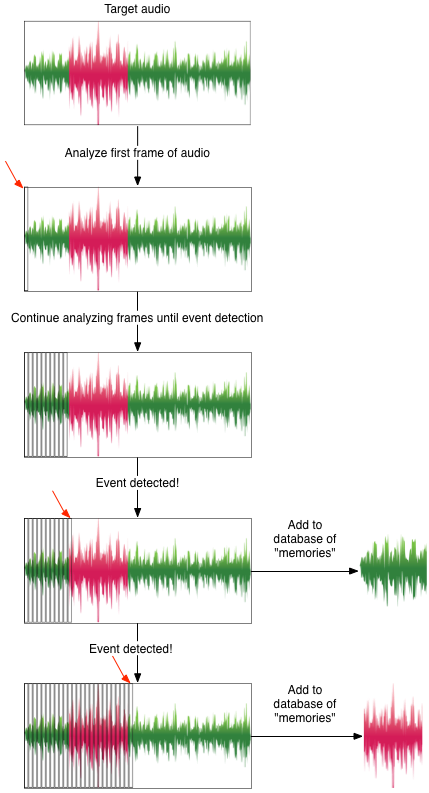 Target audio
Analyze first frame of audio
Continue analyzing frames until event detection
Event detected!
Add to
database of
"memories"
Event detected!
Add to
database of
"memories"